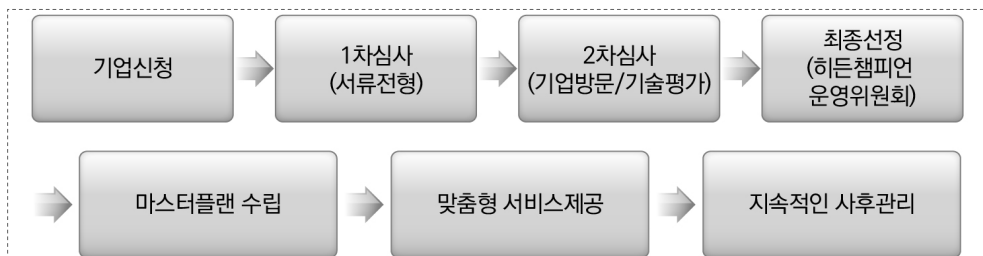 기업신청
1차심사
(서류전형)
2차심사
(기업방문/기술평가)
최종선정
(히든챔피언
운영위원회)
마스터플랜 수립
맞춤형 서비스제공
지속적인 사후관리